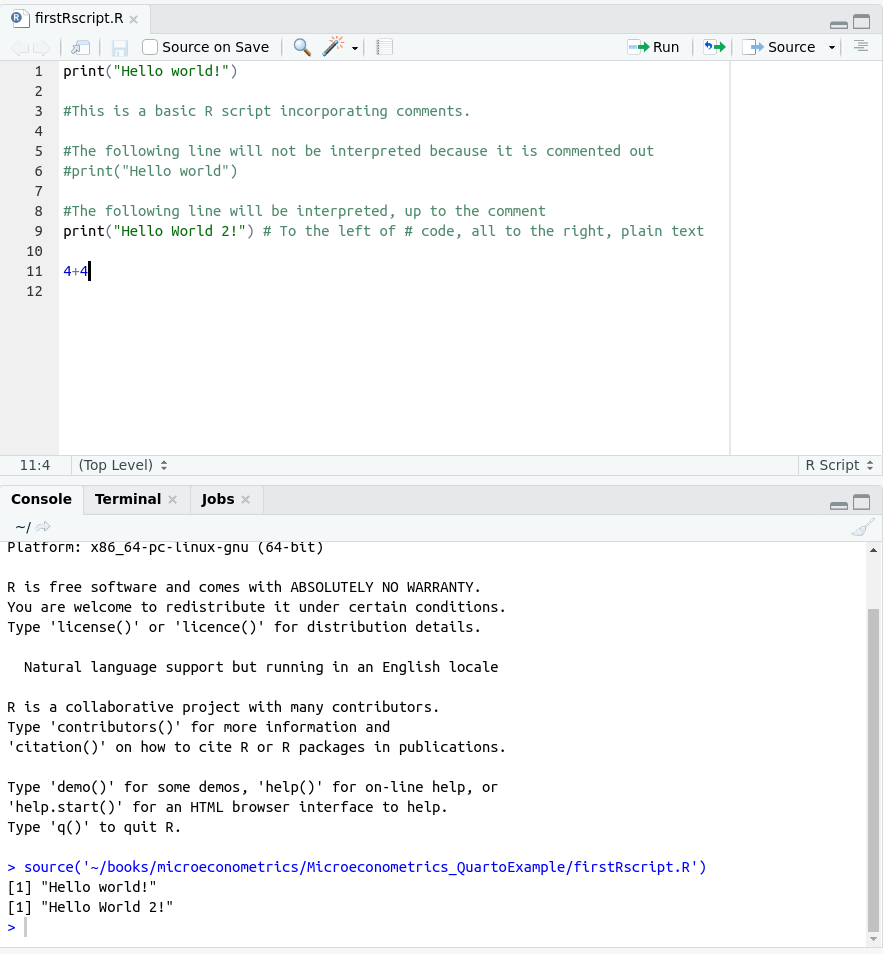 firstRscript.R
Source on Save
Run
Source
1 print("Hello world!")
2
3 #This is a basic R script incorporating comments.
4
5 #The following line will not be interpreted because it is commented out
6 #print("Hello world")
7
8 #The following line will be interpreted, up to the comment
9 print("Hello World 2!") # To the left of # code, all to the right, plain text
10
11 4+4
12
11:4 (Top Level) R Script
Console Terminal Jobs
~/
Platform: x86_64-pc-linux-gnu (64-bit)
R is free software and comes with ABSOLUTELY NO WARRANTY.
You are welcome to redistribute it under certain conditions.
Type 'license()' or 'licence()' for distribution details.
Natural language support but running in an English locale
R is a collaborative project with many contributors.
Type 'contributors()' for more information and
'citation()' on how to cite R or R packages in publications.
Type 'demo()' for some demos, 'help()' for on-line help, or
'help.start()' for an HTML browser interface to help.
Type 'q()' to quit R.
> source('~/books/microeconometrics/Microeconometrics_QuartoExample/firstRscript.R')
[1] "Hello world!"
[1] "Hello World 2!"
>